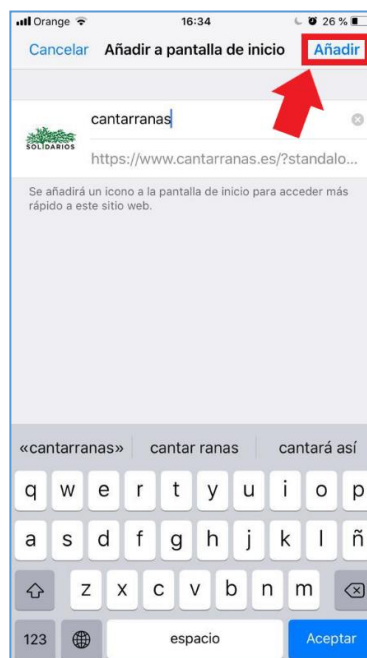 Orange 16:34 26 %
Cancelar Añadir a pantalla de inicio Añadir
cantarranas
SOLIDARIOS
https://www.cantarranas.es/?standalo...
Se añadirá un icono a la pantalla de inicio para acceder más
rápido a este sitio web.
«cantarranas» cantar ranas cantará así
q w e r t y u i o p
a s d f g h j k l ñ
z x c v b n m
123 espacio Aceptar